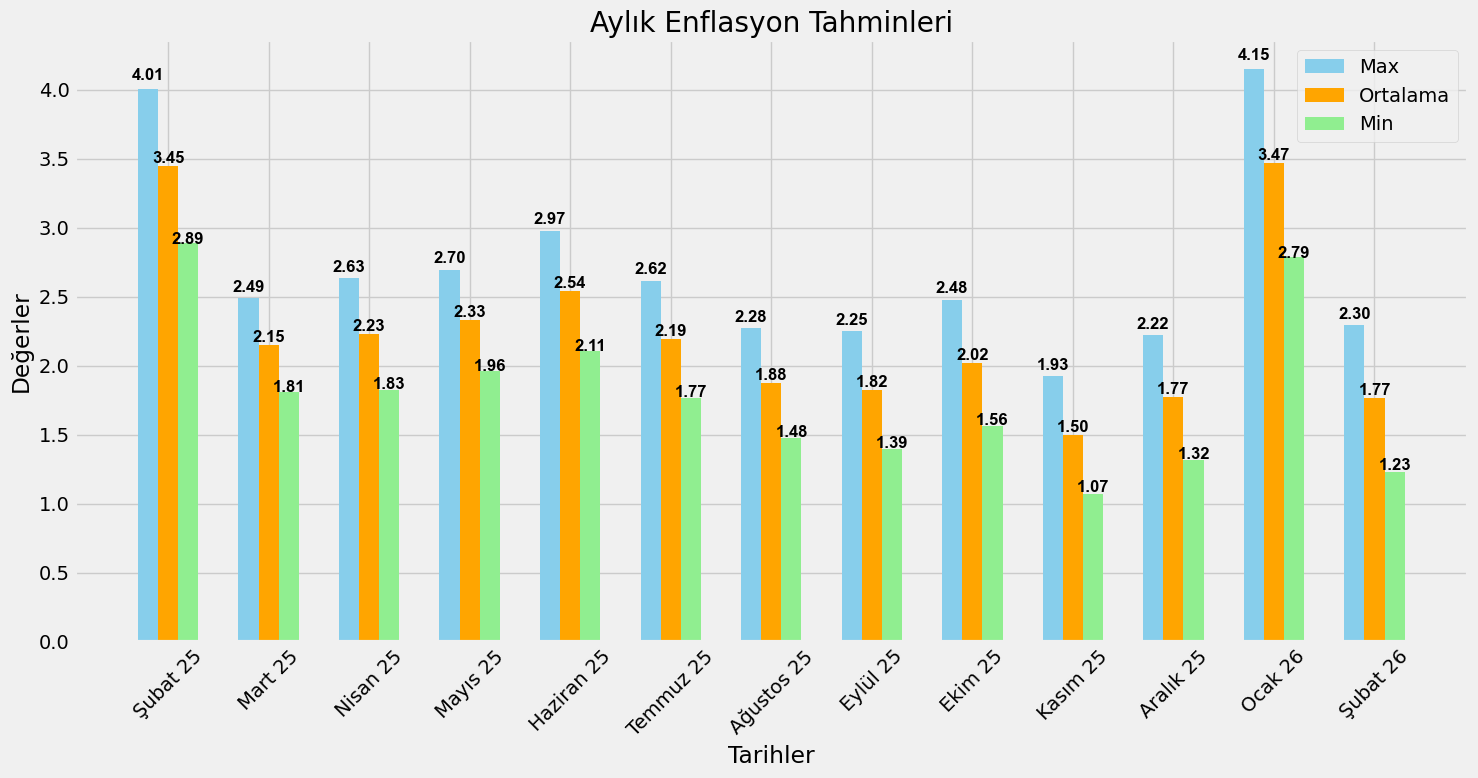 Aylık Enflasyon Tahminleri
Max
Ortalama
Min
Değerler
4.0
3.5
3.0
2.5
2.0
1.5
1.0
0.5
0.0
4.01
3.45
2.89
2.49
2.15
1.81
2.63
2.23
1.83
2.70
2.33
1.96
2.97
2.54
2.11
2.62
2.19
1.77
2.28
1.88
1.48
2.25
1.82
1.39
2.48
2.02
1.56
1.93
1.50
1.07
2.22
1.77
1.32
4.15
3.47
2.79
2.30
1.77
1.23
Şubat 25
Mart 25
Nisan 25
Mayıs 25
Haziran 25
Temmuz 25
Ağustos 25
Eylül 25
Ekim 25
Kasım 25
Aralık 25
Ocak 26
Şubat 26
Tarihler